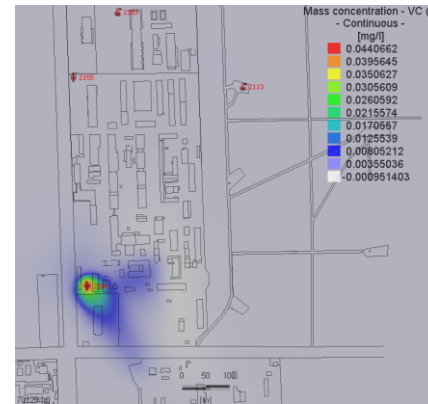 Mass concentration - VC (
- Continuous -
[mg/l]
0.0440662
0.0395645
0.0350627
0.0305609
0.0260592
0.0215574
0.0170557
0.0125539
0.00805212
0.00355036
-0.000951403
2113
0 50 100
[m]